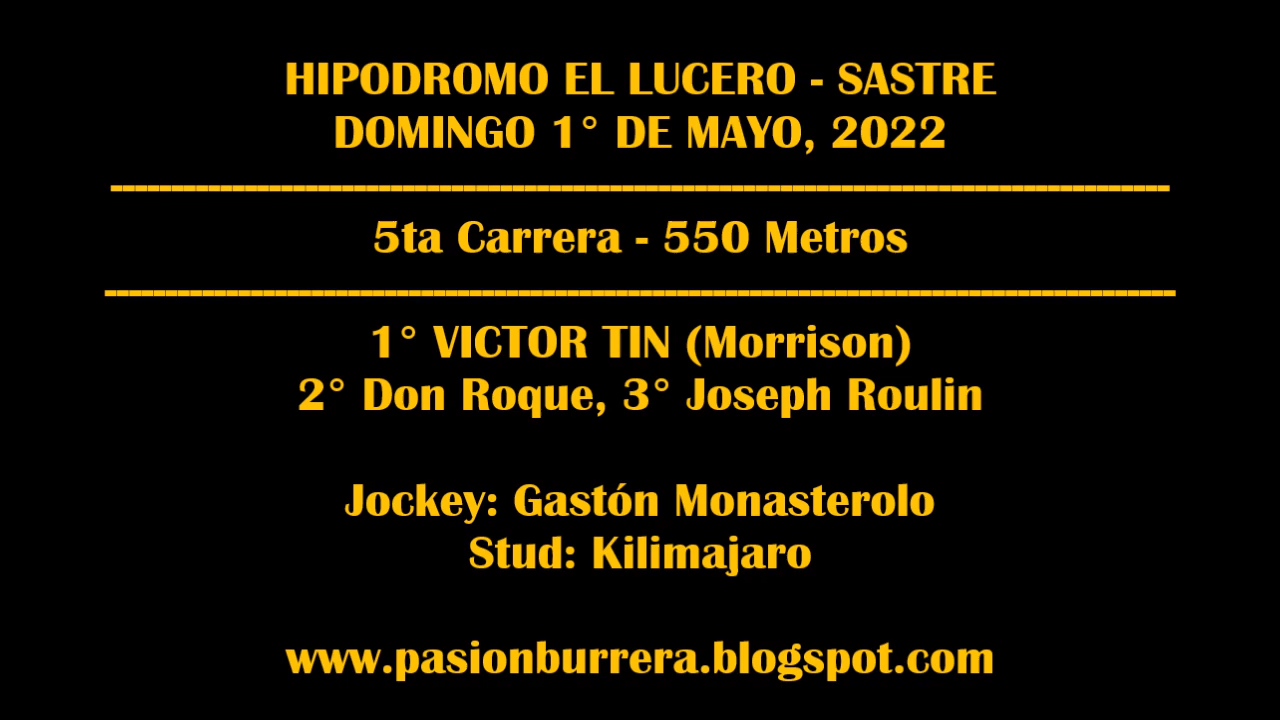 HIPODROMO EL LUCERO - SASTRE
DOMINGO 1° DE MAYO, 2022
5ta Carrera - 550 Metros
1° VICTOR TIN (Morrison)
2° Don Roque, 3° Joseph Roulin
Jockey: Gastón Monasterolo
Stud: Kilimajaro
www.pasionburrera.blogspot.com